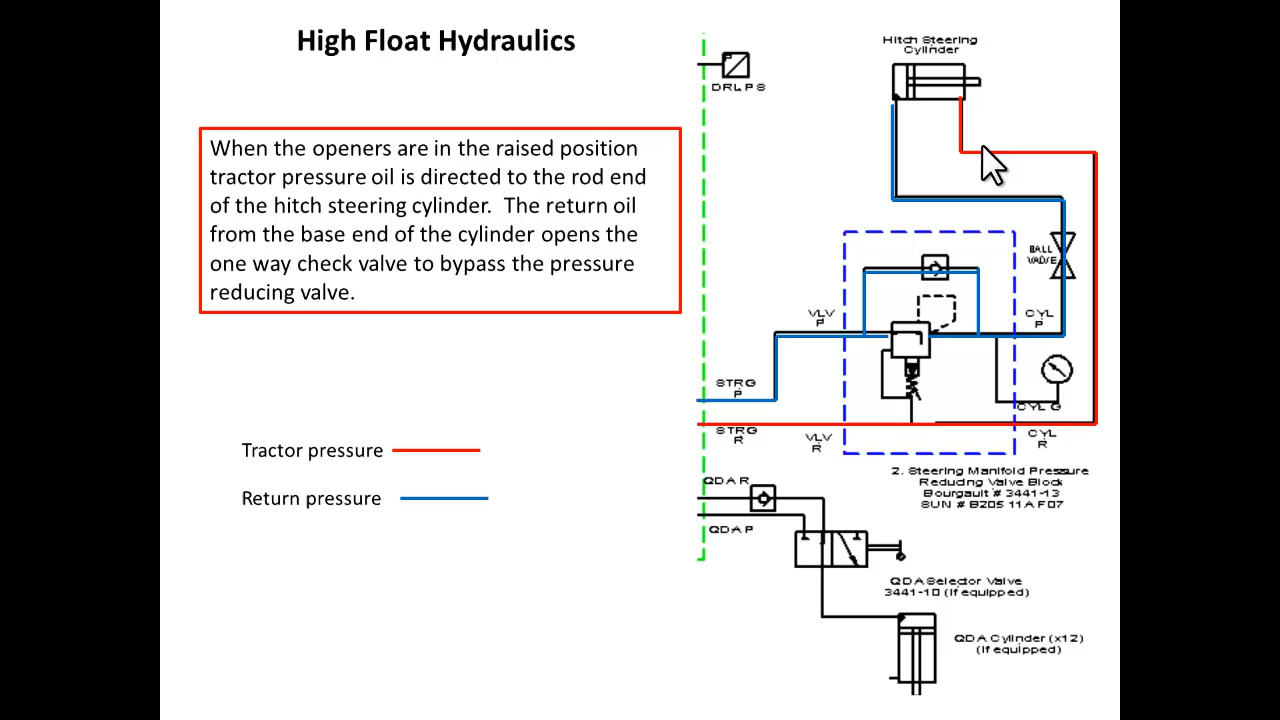 High Float Hydraulics
When the openers are in the raised position
tractor pressure oil is directed to the rod end
of the hitch steering cylinder.  The return oil
from the base end of the cylinder opens the
one way check valve to bypass the pressure
reducing valve.
Tractor pressure
Return pressure
Hitch Steering
Cylinder
P
DRLPS
BALL
VALVE
VLV
P
CYL
P
STRG
P
CYL G
STRG
R
VLV
R
CYL
R
2. Steering Manifold Pressure
Reducing Valve Block
Bourgault # 3441-13
SUN # B205 11A F07
QDA R
QDA P
QDA Selector Valve
3441-10 (If equipped)
QDA Cylinder (x12)
(If equipped)